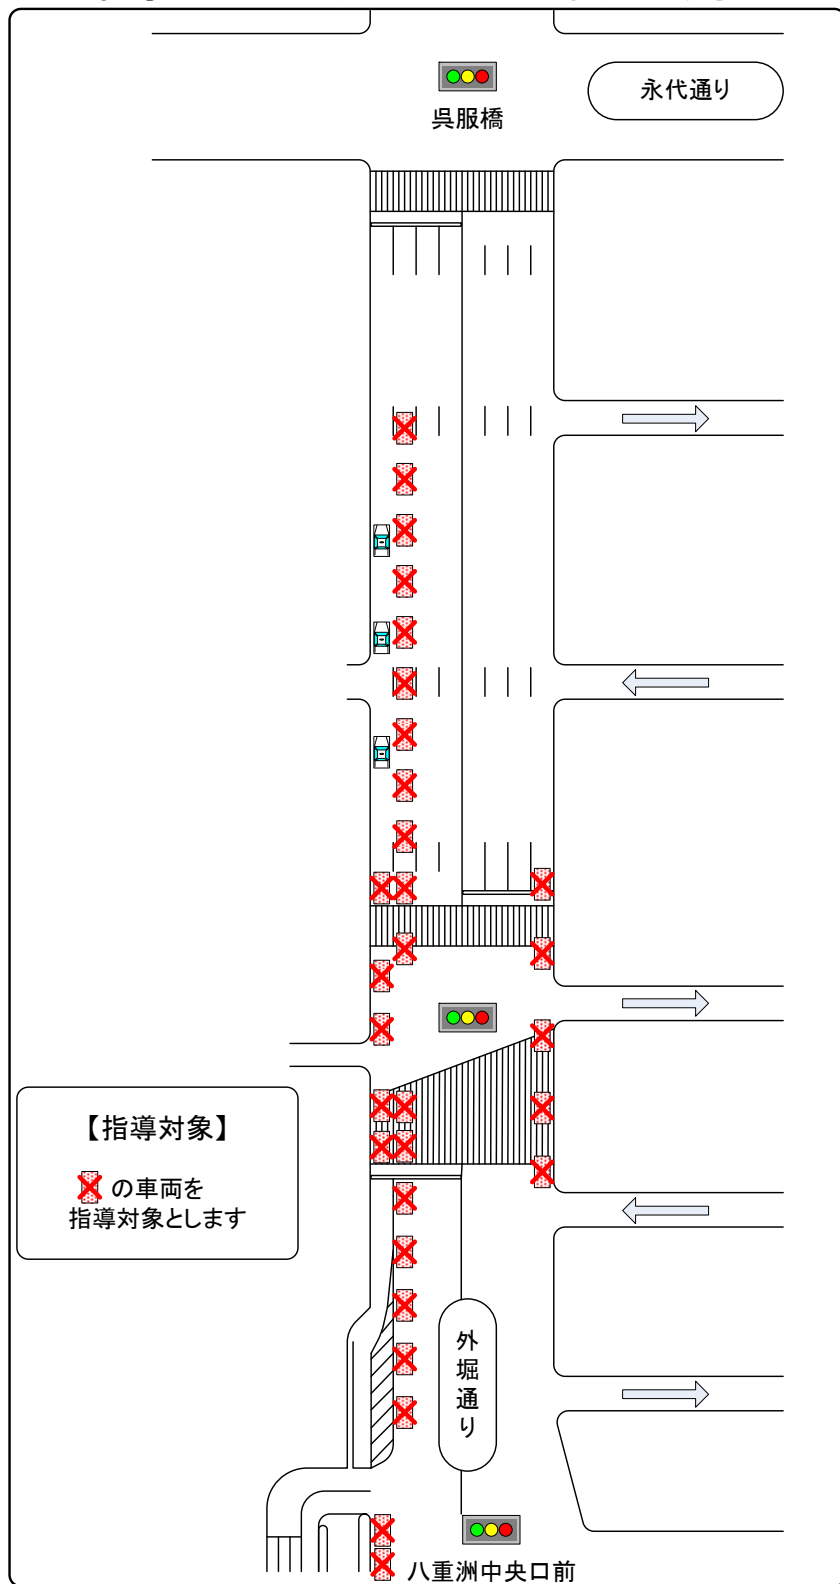 永代通り
呉服橋
【指導対象】
の車両を
指導対象とします
外堀通り
八重洲中央口前